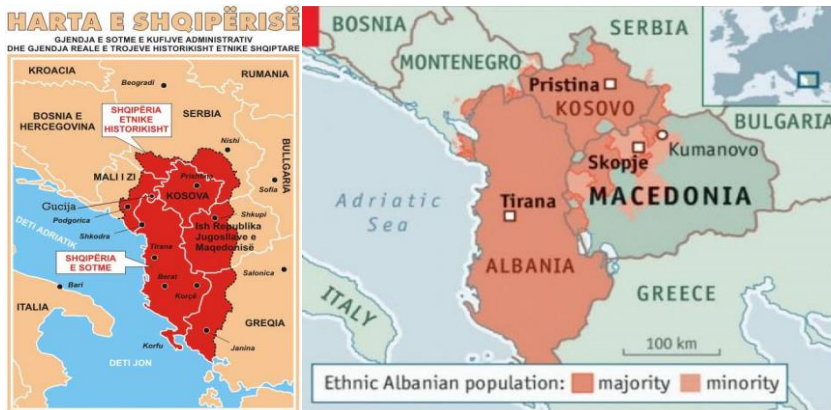 HARTA E SHQIPËRISË
GJENDJA E SOTME E KUFIJVE ADMINISTRATIV
DHE GJENDJA REALE E TROJEVE HISTORIKISHT ETNIKE SHQIPTARE
KROACIA
RUMANIA
Beogradi
BOSNIA E
HERCEGOVINA
SHQIPËRIA
ETNIKE
HISTORIKISHT
SERBIA
Nishi
BULLGARIA
MALI I ZI
Prishtina
KOSOVA
Sofia
Gucija
Podgorica
Shkupi
DETI ADRIATIK
Shkodra
Ish Republika
Jugosllave e
Maqedonisë
Tirana
SHQIPËRIA
E SOTME
Salonica
Bari
Berat
Korçë
ITALIA
GREQIA
Korfu
Janina
DETI JON
BOSNIA
SERBIA
MONTENEGRO
Pristina
KOSOVO
BULGARIA
Skopje
Kumanovo
Adriatic
Sea
Tirana
MACEDONIA
ALBANIA
ITALY
GREECE
100 km
Ethnic Albanian population: majority minority